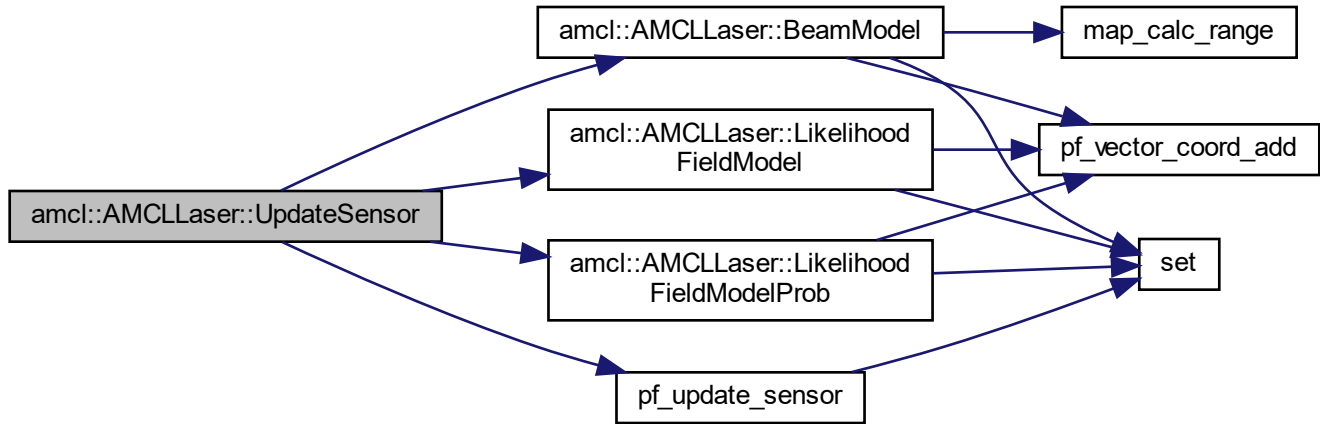 amcl::AMCLLaser::BeamModel
map_calc_range
amcl::AMCLLaser::Likelihood
FieldModel
pf_vector_coord_add
amcl::AMCLLaser::UpdateSensor
amcl::AMCLLaser::Likelihood
FieldModelProb
set
pf_update_sensor